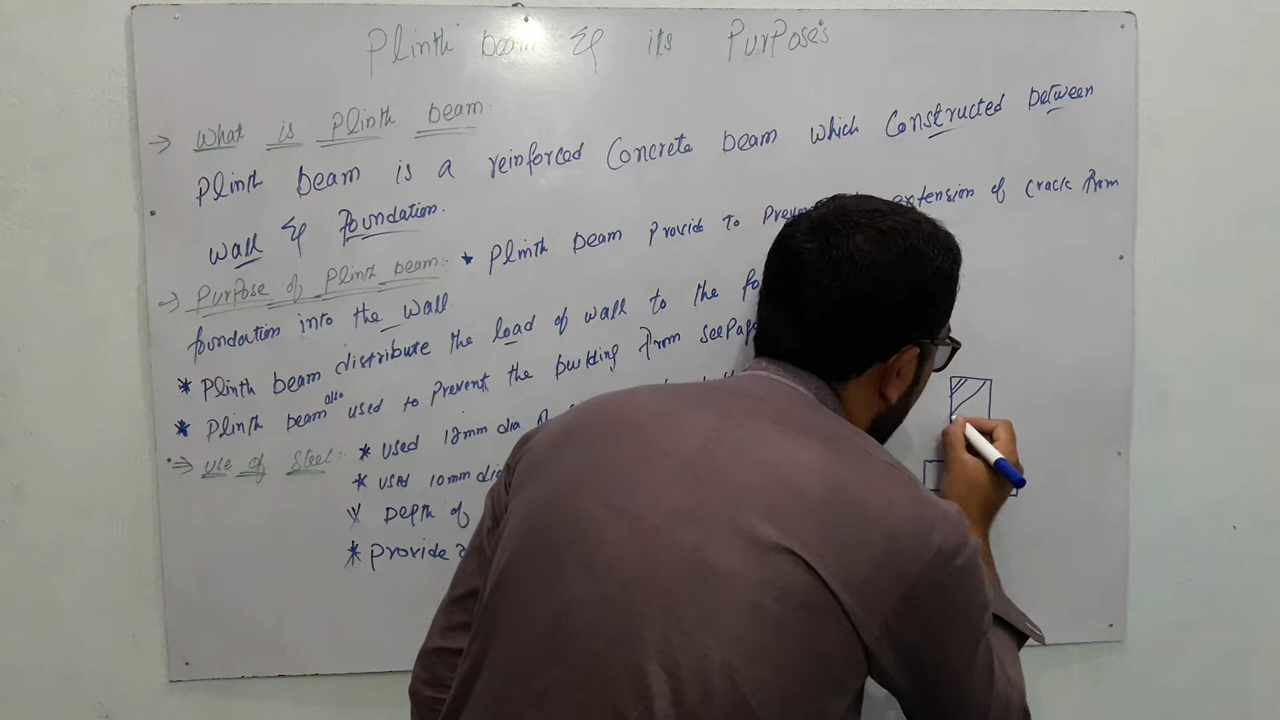 Plinth beam & its Purposes
→ What is Plinth beam:
Plinth beam is a reinforced Concrete beam which Constructed between
wall & foundation.
→ Purpose of Plinth beam: * Plinth beam Provide to extension of crack from
foundation into the wall.
* Plinth beam distribute the load of wall to the
* Plinth beam also used to Prevent the building from
⇒ use of Steel: * used 12mm dia
* used 10mm dia
* Depth of
* Provide